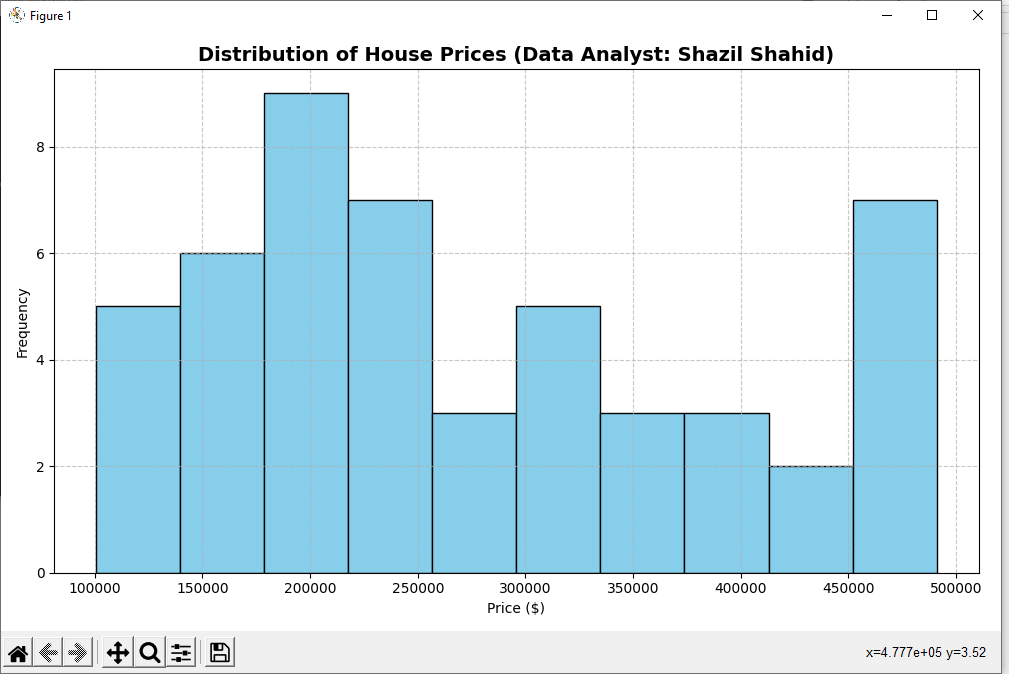 Figure 1
Distribution of House Prices (Data Analyst: Shazil Shahid)
Frequency
8
6
4
2
0
100000 150000 200000 250000 300000 350000 400000 450000 500000
Price ($)
x=4.777e+05 y=3.52